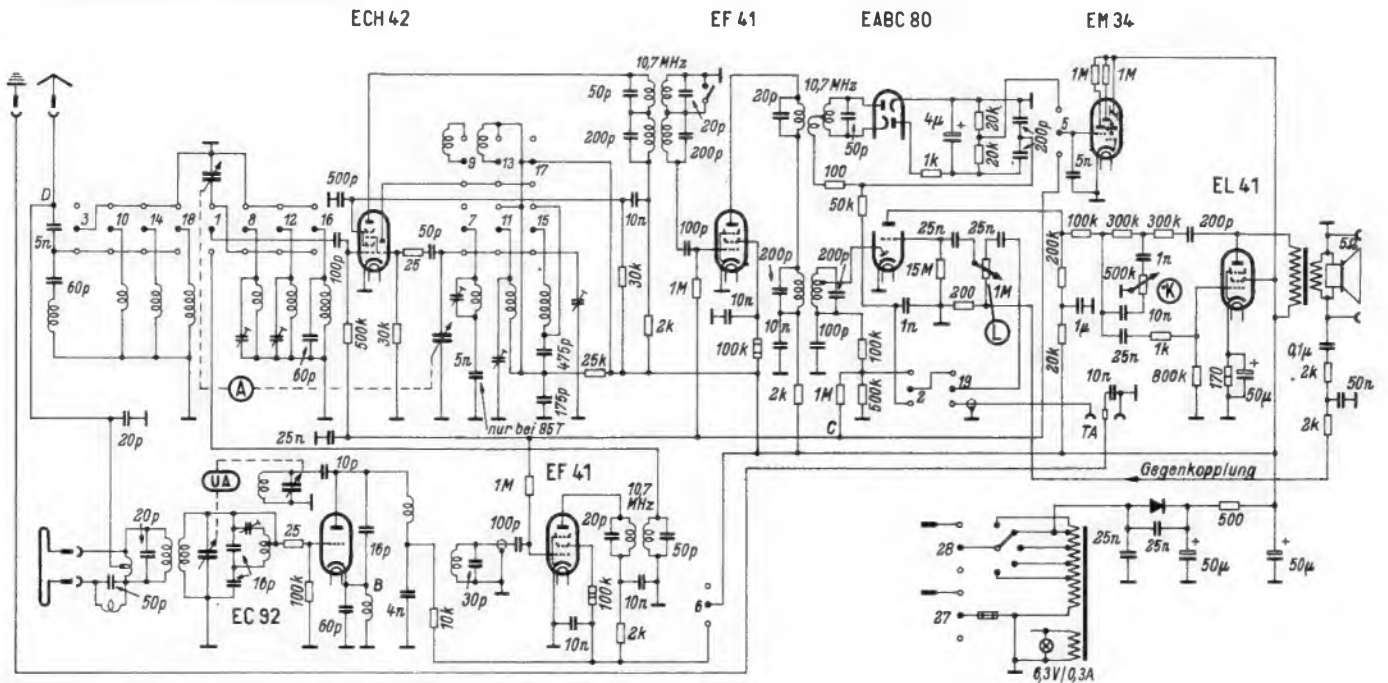 ECH 42
EF 41
EABC 80
EM 34
10,7 MHz
50p
20p
200p
200p
10,7 MHz
20p
50p
4µ
20k
20k
200p
1k
1M
1M
5
5n
9
13
17
500p
10n
100
50k
EL 41
D
5n
3
10
14
18
1
8
12
16
100p
50p
25
7
11
15
100p
1M
30k
2k
10n
100k
200p
200p
10n
100p
25n
25n
15M
200
1n
1M
L
200k
100k
300k
300k
200p
1n
500k
K
10n
25n
1k
1µ
20k
800k
170
50µ
5Ω
0,1µ
2k
50n
2k
60p
60p
500k
30k
5n
475p
175p
25k
A
nur bei 95T
2k
1M
C
100k
500k
2
19
TA
10n
20p
25n
Gegenkopplung
UA
10p
1M
EF 41
10,7 MHz
20p
50p
20p
50p
16p
25
100k
EC 92
60p
B
16p
4n
10k
30p
100p
10n
100k
10n
2k
6
28
27
25n
25n
50µ
500
50µ
6,3V/0,3A